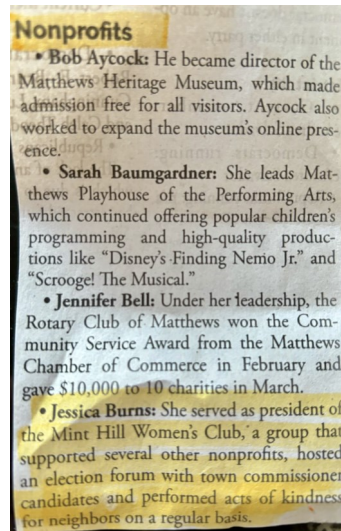 Nonprofits
• Bob Aycock: He became director of the
Matthews Heritage Museum, which made
admission free for all visitors. Aycock also
worked to expand the museum's online pres-
ence.
• Sarah Baumgardner: She leads Mat-
thews Playhouse of the Performing Arts,
which continued offering popular children's
programming and high-quality produc-
tions like "Disney's Finding Nemo Jr." and
"Scrooge! The Musical."
• Jennifer Bell: Under her leadership, the
Rotary Club of Matthews won the Com-
munity Service Award from the Matthews
Chamber of Commerce in February and
gave $10,000 to 10 charities in March.
• Jessica Burns: She served as president of
the Mint Hill Women's Club, a group that
supported several other nonprofits, hosted
an election forum with town commissioner
candidates and performed acts of kindness
for neighbors on a regular basis.